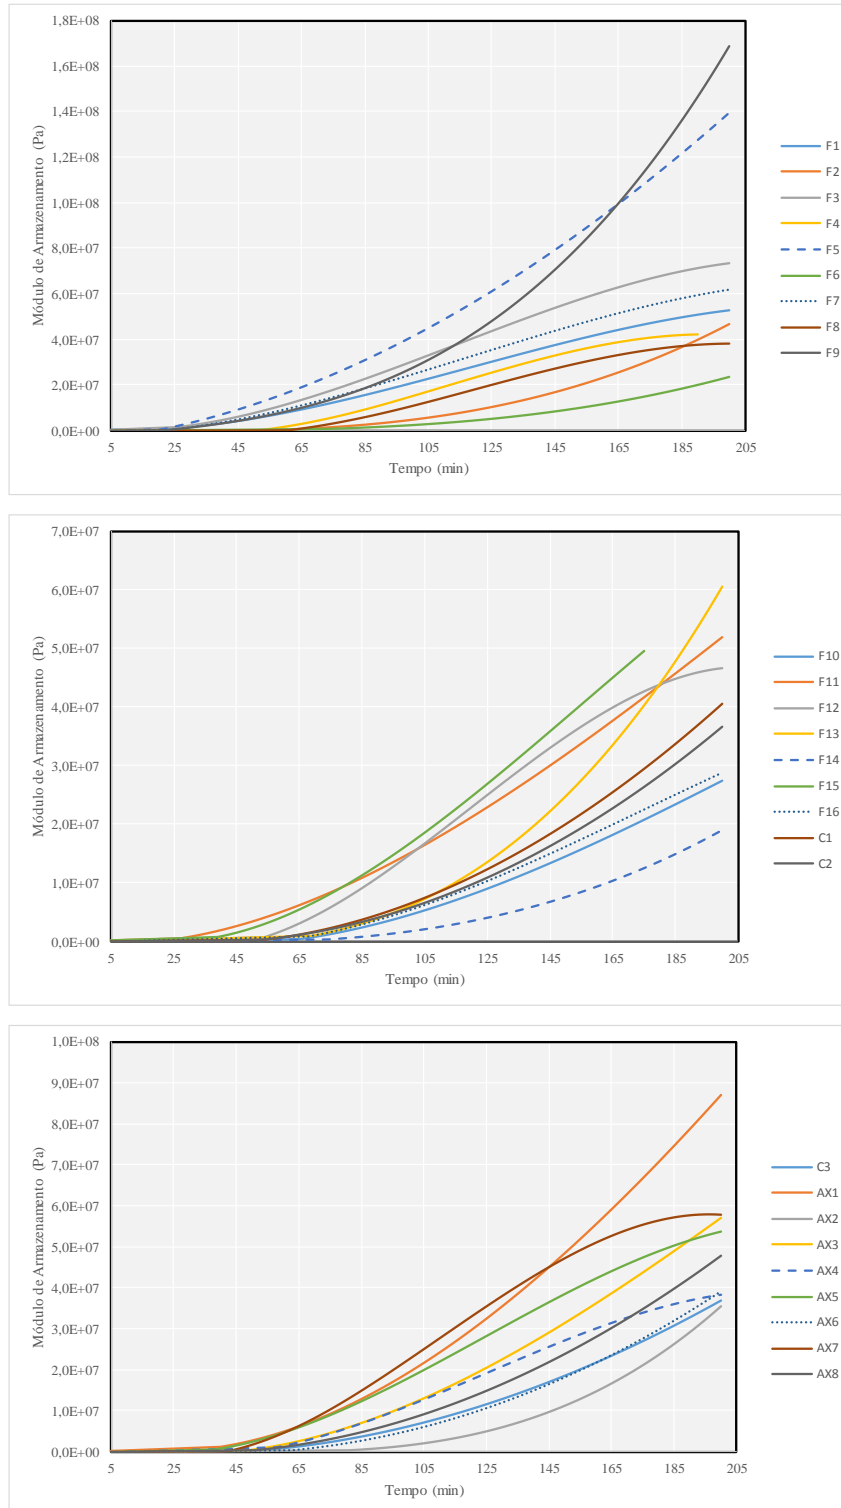 1,8E+08
1,6E+08
1,4E+08
1,2E+08
1,0E+08
8,0E+07
6,0E+07
4,0E+07
2,0E+07
0,0E+00
Módulo de Armazenamento (Pa)
5 25 45 65 85 105 125 145 165 185 205
Tempo (min)
F1
F2
F3
F4
F5
F6
F7
F8
F9
7,0E+07
6,0E+07
5,0E+07
4,0E+07
3,0E+07
2,0E+07
1,0E+07
0,0E+00
Módulo de Armazenamento (Pa)
5 25 45 65 85 105 125 145 165 185 205
Tempo (min)
F10
F11
F12
F13
F14
F15
F16
C1
C2
1,0E+08
9,0E+07
8,0E+07
7,0E+07
6,0E+07
5,0E+07
4,0E+07
3,0E+07
2,0E+07
1,0E+07
0,0E+00
Módulo de Armazenamento (Pa)
5 25 45 65 85 105 125 145 165 185 205
Tempo (min)
C3
AX1
AX2
AX3
AX4
AX5
AX6
AX7
AX8